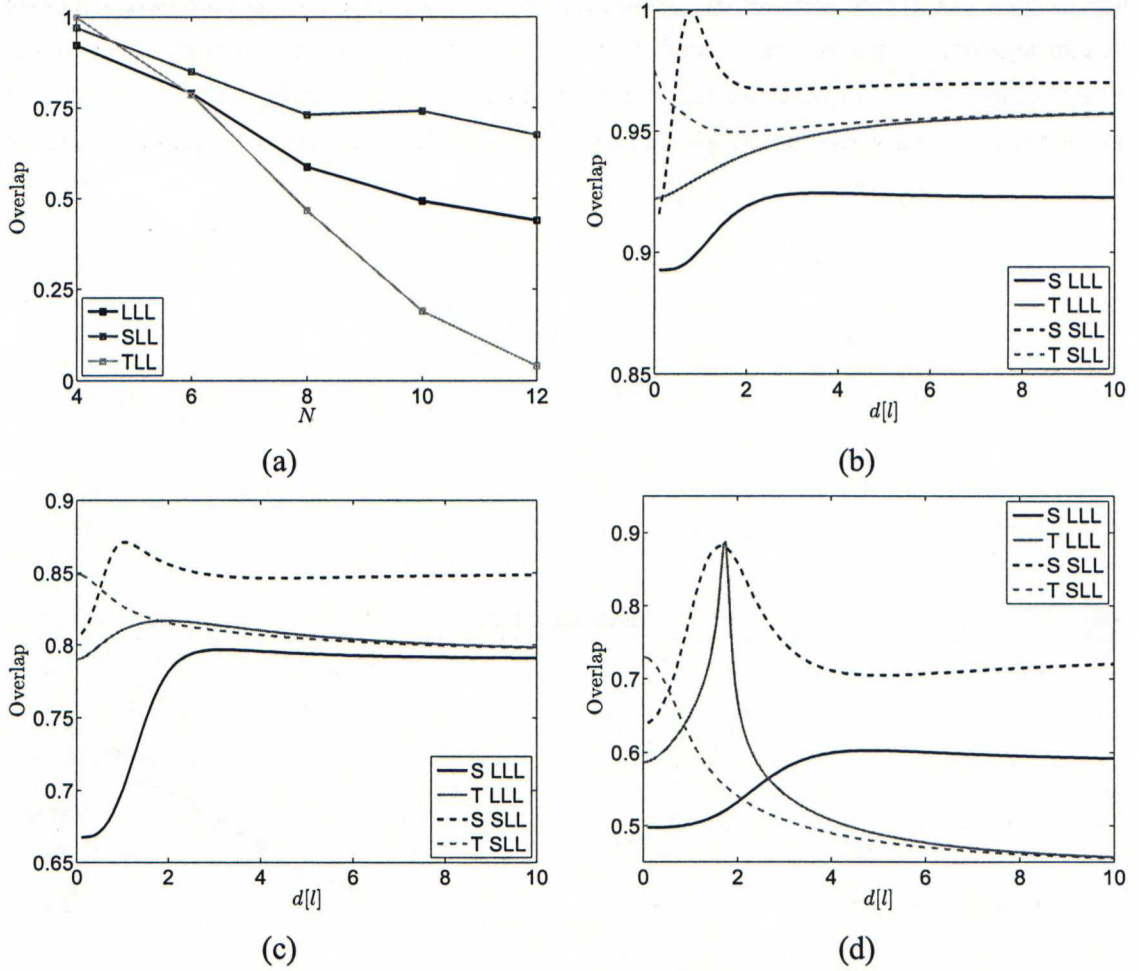 1
0.75
0.5
0.25
0
Overlap
4
6
8
10
12
N
LLL
SLL
TLL
(a)
1
0.95
0.9
0.85
Overlap
0
2
4
6
8
10
d[l]
S LLL
T LLL
S SLL
T SLL
(b)
0.9
0.85
0.8
0.75
0.7
0.65
Overlap
0
2
4
6
8
10
d[l]
S LLL
T LLL
S SLL
T SLL
(c)
0.9
0.8
0.7
0.6
0.5
Overlap
0
2
4
6
8
10
d[l]
S LLL
T LLL
S SLL
T SLL
(d)